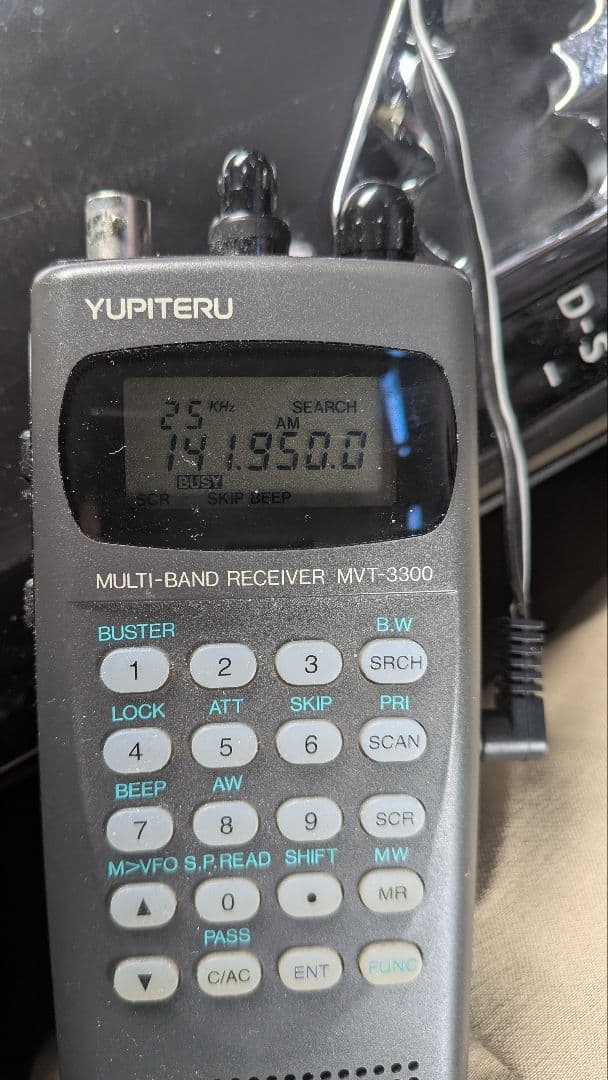 YUPITERU
25 KHz SEARCH
AM
141.950.0
BUSY
SCR SKIP BEEP
MULTI-BAND RECEIVER MVT-3300
BUSTER B.W
1 2 3 SRCH
LOCK ATT SKIP PRI
4 5 6 SCAN
BEEP AW
7 8 9 SCR
M>VFO S.P.READ SHIFT MW
▲ 0 • MR
PASS
▼ C/AC ENT FUNC
D-S